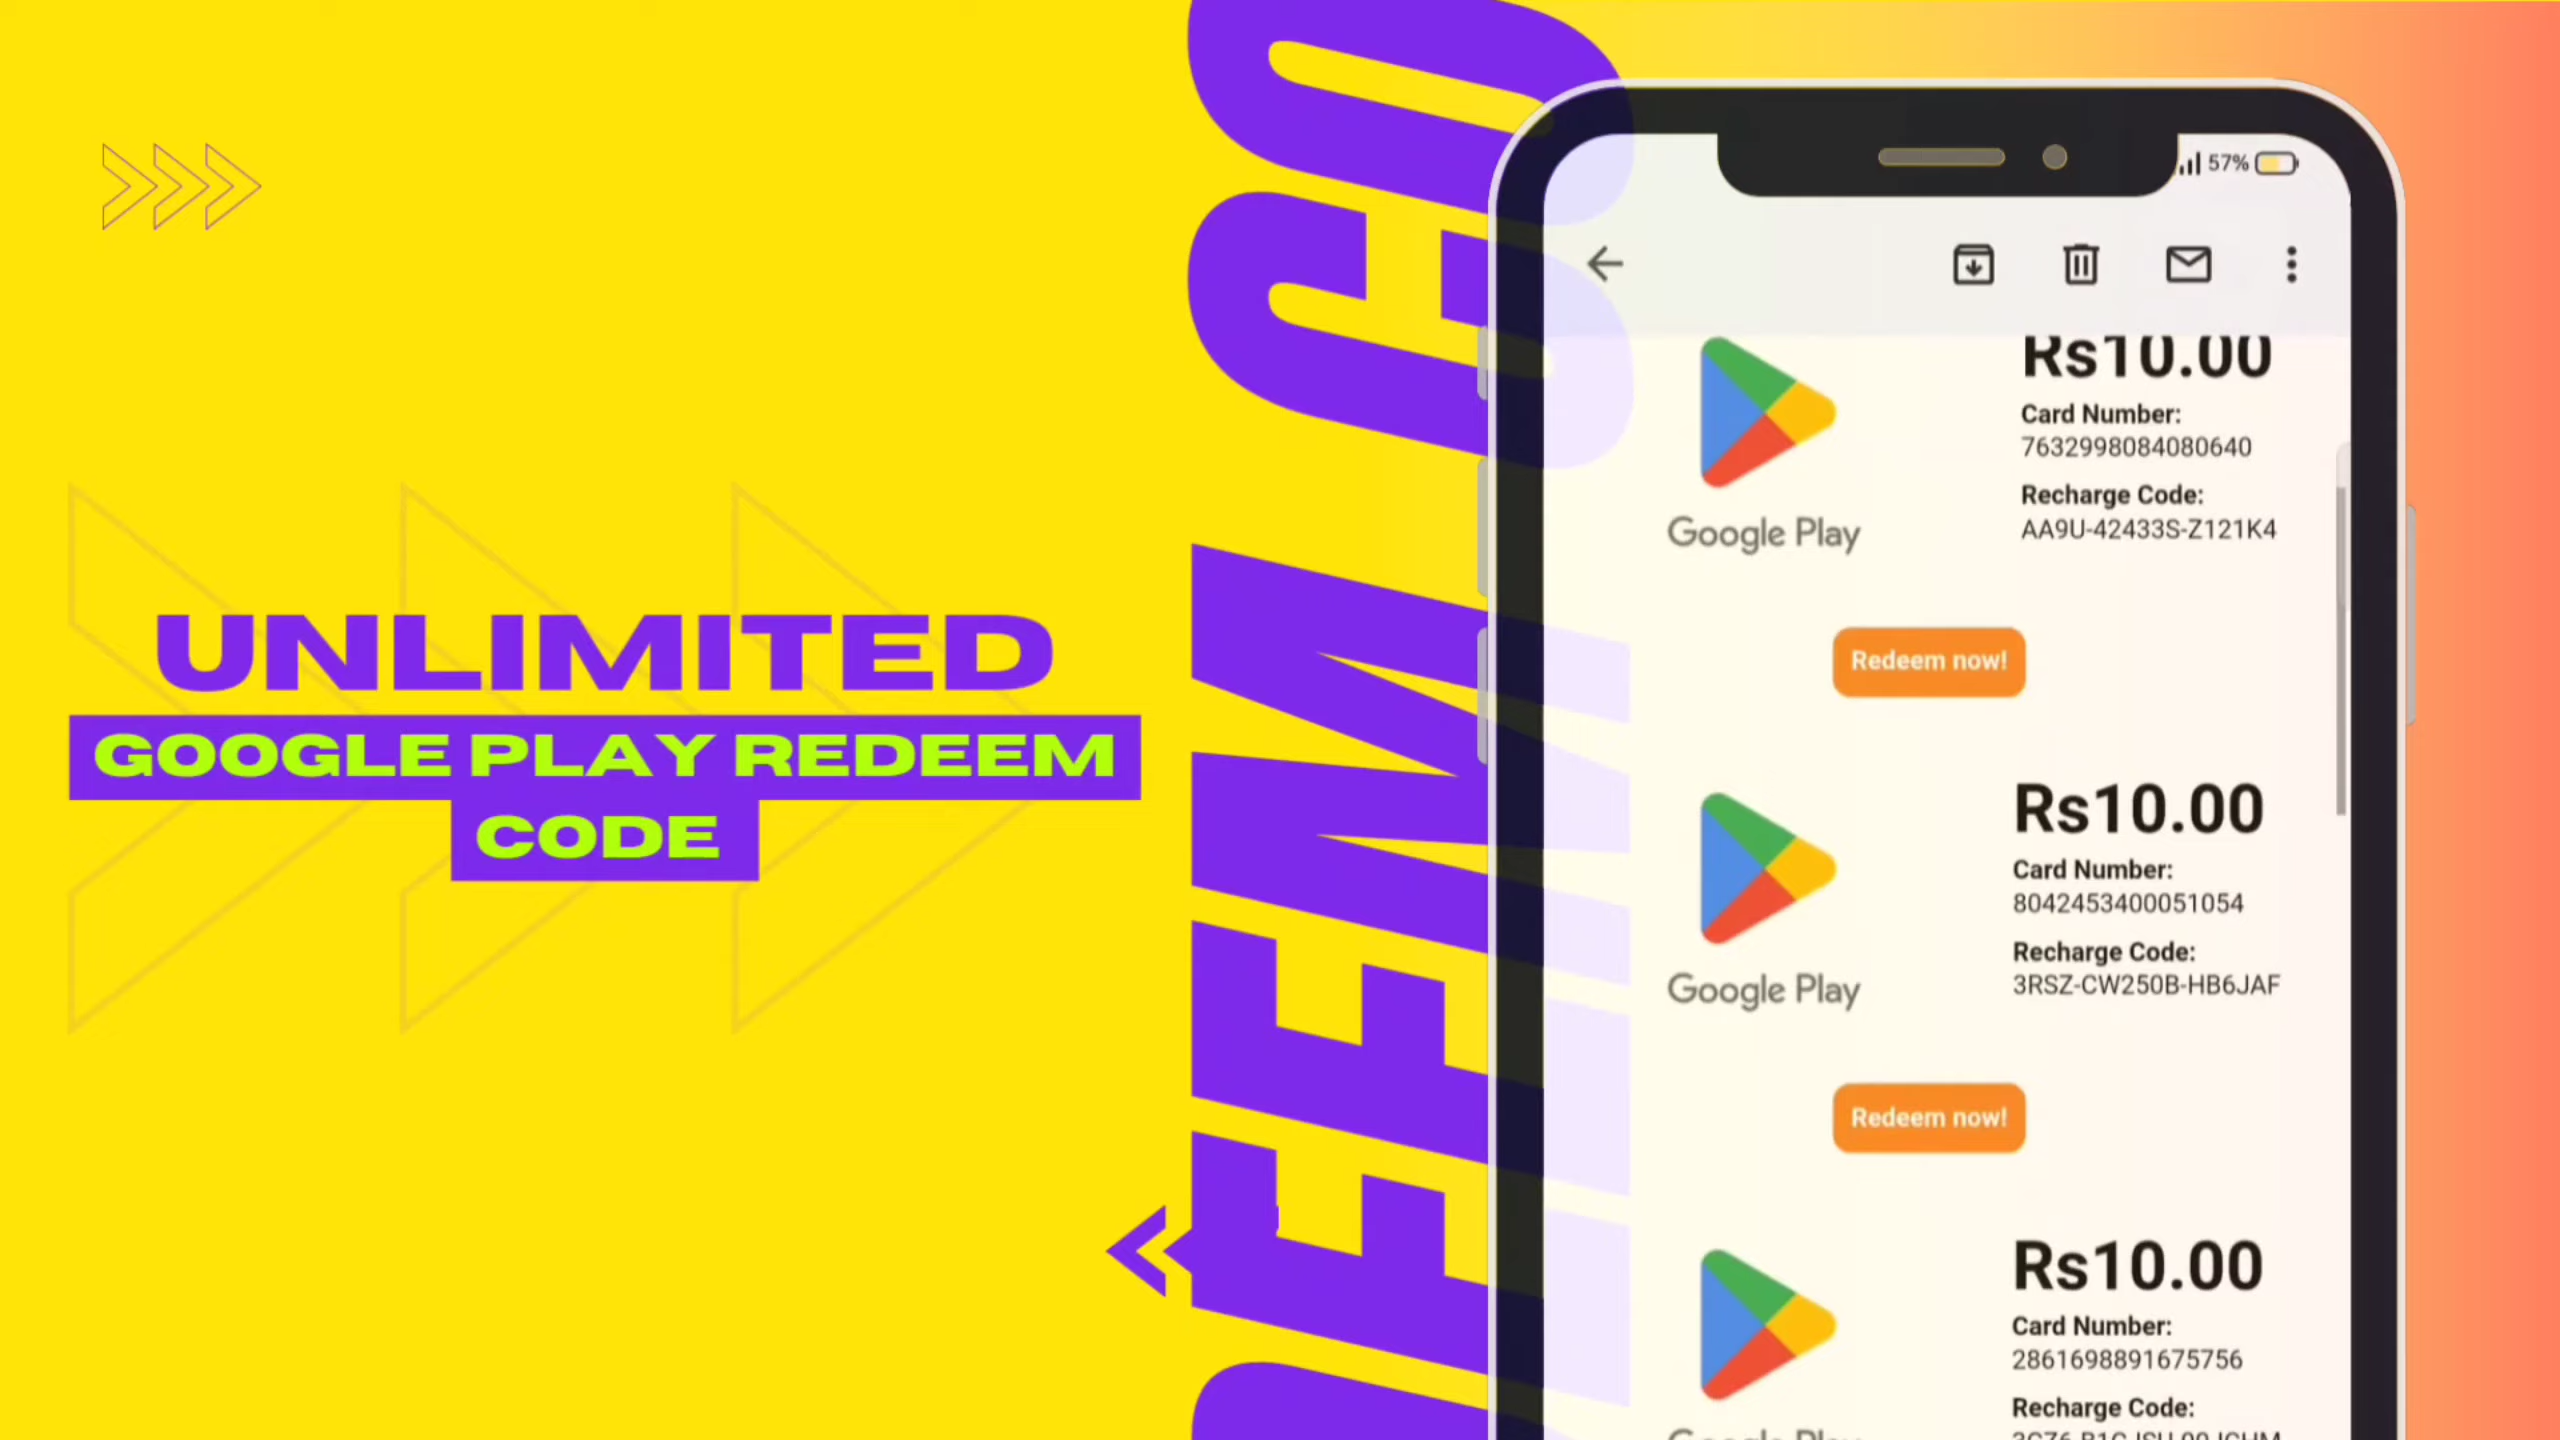 UNLIMITED
GOOGLE PLAY REDEEM
CODE
57%
Rs10.00
Card Number:
7632998084080640
Recharge Code:
AA9U-42433S-Z121K4
Google Play
Redeem now!
Rs10.00
Card Number:
8042453400051054
Recharge Code:
3RSZ-CW250B-HB6JAF
Google Play
Redeem now!
Rs10.00
Card Number:
2861698891675756
Recharge Code: